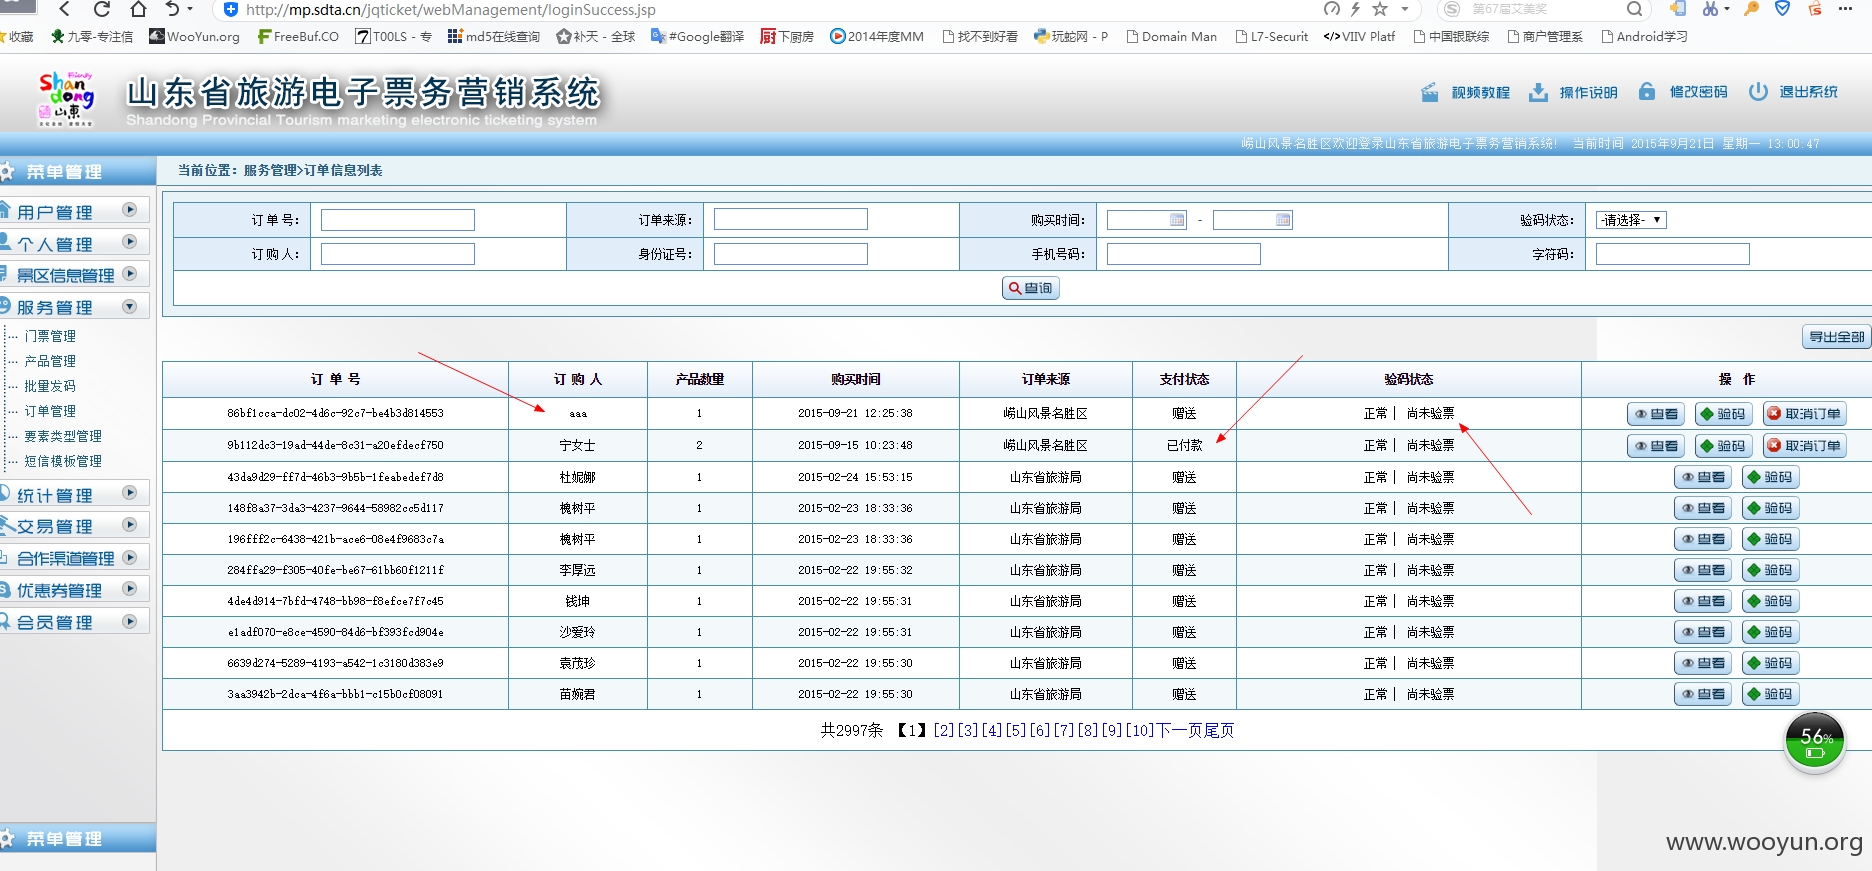 http://mp.sdta.cn/jqticket/webManagement/loginSuccess.jsp
第67届艾美奖
收藏 九零-专注信 WooYun.org FreeBuf.CO T00LS - 专 md5在线查询 补天 - 全球 #Google翻译 下厨房 2014年度MM 找不到好看 玩蛇网 - P Domain Man L7-Securit VIIV Platf 中国银联综 商户管理系 Android学习
Shan dong Friendly 山东
山东省旅游电子票务营销系统
Shandong Provincial Tourism marketing electronic ticketing system
视频教程 操作说明 修改密码 退出系统
崂山风景名胜区欢迎登录山东省旅游电子票务营销系统! 当前时间 2015年9月21日 星期一 13:00:47
菜单管理
当前位置：服务管理>订单信息列表
用户管理
个人管理
景区信息管理
服务管理
门票管理
产品管理
批量发码
订单管理
要素类型管理
短信模板管理
统计管理
交易管理
合作渠道管理
优惠券管理
会员管理
菜单管理
订 单 号： 订单来源： 购买时间： - 验码状态： -请选择-
订 购 人： 身份证号： 手机号码： 字符码：
查询
导出全部
订 单 号 订 购 人 产品数量 购买时间 订单来源 支付状态 验码状态 操 作
86bf1cca-dc02-4d6c-92c7-be4b3d814553 aaa 1 2015-09-21 12:25:38 崂山风景名胜区 赠送 正常| 尚未验票 查看 验码 取消订单
9b112dc3-19ad-44de-8c31-a20efdecf750 宁女士 2 2015-09-15 10:23:48 崂山风景名胜区 已付款 正常| 尚未验票 查看 验码 取消订单
43da9d29-ff7d-46b3-9b5b-1feabedef7d8 杜妮娜 1 2015-02-24 15:53:15 山东省旅游局 赠送 正常| 尚未验票 查看 验码
148f8a37-3da3-4237-9644-58982cc5d117 槐树平 1 2015-02-23 18:33:36 山东省旅游局 赠送 正常| 尚未验票 查看 验码
196fff2c-6438-421b-ace6-08e4f9683c7a 槐树平 1 2015-02-23 18:33:36 山东省旅游局 赠送 正常| 尚未验票 查看 验码
284ffa29-f305-40fe-be67-61bb60f1211f 李厚远 1 2015-02-22 19:55:32 山东省旅游局 赠送 正常| 尚未验票 查看 验码
4de4d914-7bfd-4748-bb98-f8efce7f7c45 钱坤 1 2015-02-22 19:55:31 山东省旅游局 赠送 正常| 尚未验票 查看 验码
e1adf070-e8ce-4590-84d6-bf393fcd904e 沙爱玲 1 2015-02-22 19:55:31 山东省旅游局 赠送 正常| 尚未验票 查看 验码
6639d274-5289-4193-a542-1c3180d383e9 袁茂珍 1 2015-02-22 19:55:30 山东省旅游局 赠送 正常| 尚未验票 查看 验码
3aa3942b-2dca-4f6a-bbb1-c15b0cf08091 苗婉君 1 2015-02-22 19:55:30 山东省旅游局 赠送 正常| 尚未验票 查看 验码
共2997条 【1】[2][3][4][5][6][7][8][9][10]下一页尾页
56%
www.wooyun.org